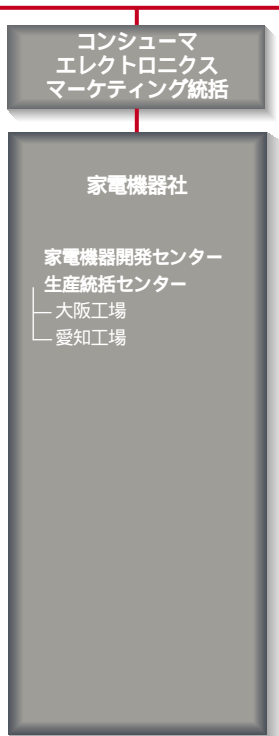 コンシューマ
エレクトロニクス
マーケティング統括
家電機器社
家電機器開発センター
生産統括センター
大阪工場
愛知工場